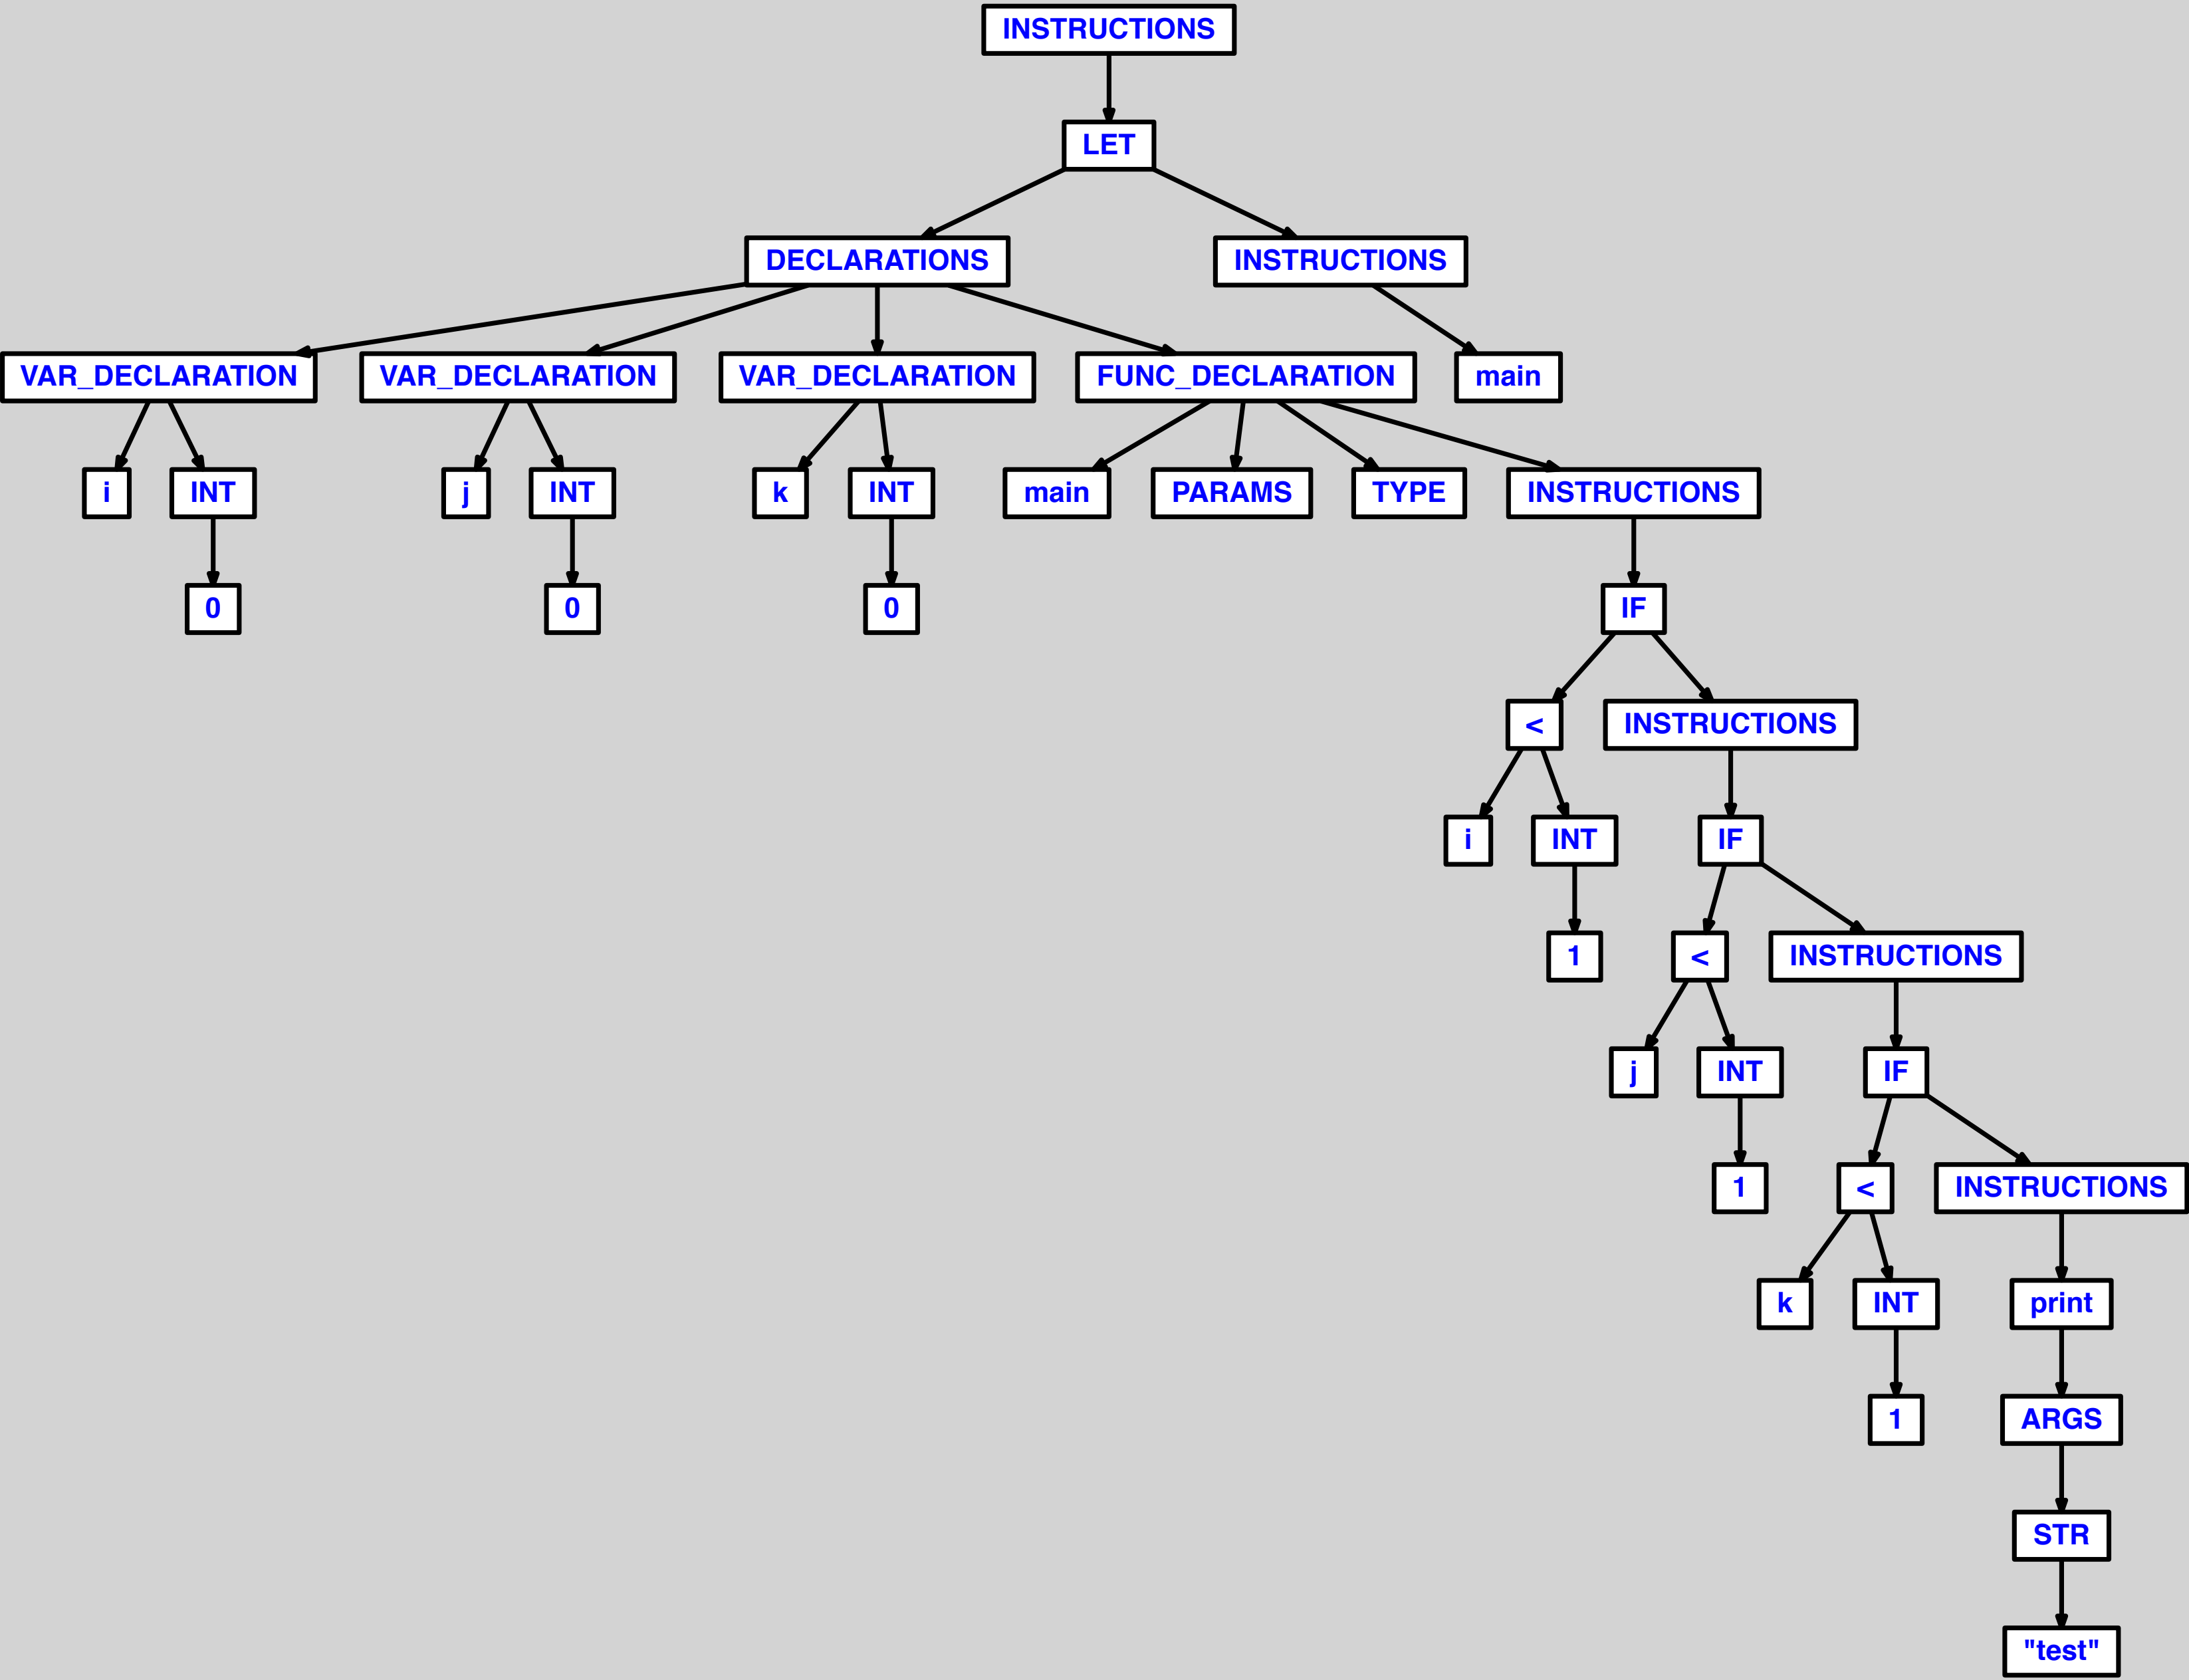 INSTRUCTIONS
LET
DECLARATIONS
INSTRUCTIONS
VAR_DECLARATION
VAR_DECLARATION
VAR_DECLARATION
FUNC_DECLARATION
main
i
INT
j
INT
k
INT
main
PARAMS
TYPE
INSTRUCTIONS
0
0
0
IF
<
INSTRUCTIONS
i
INT
IF
1
<
INSTRUCTIONS
j
INT
IF
1
<
INSTRUCTIONS
k
INT
print
1
ARGS
STR
"test"